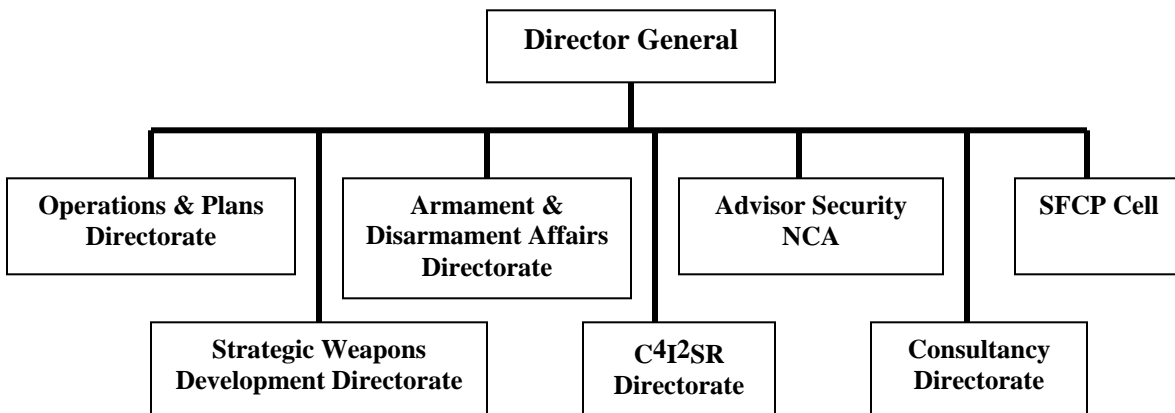 Director General
Operations & Plans
Directorate
Armament &
Disarmament Affairs
Directorate
Advisor Security
NCA
SFCP Cell
Strategic Weapons
Development Directorate
C⁴I²SR
Directorate
Consultancy
Directorate